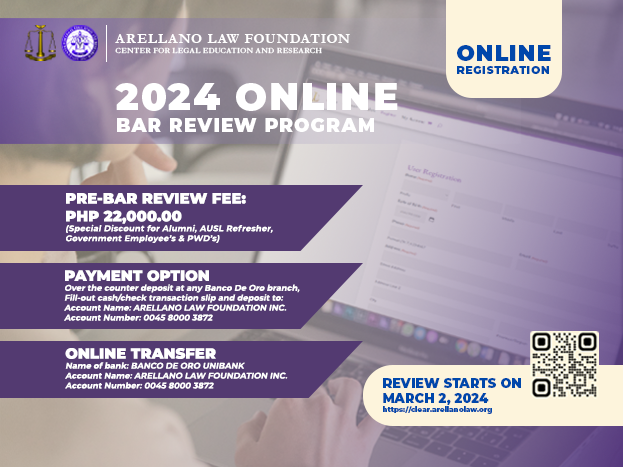 ARELLANO LAW FOUNDATION
CENTER FOR LEGAL EDUCATION AND RESEARCH
ONLINE
REGISTRATION
2024 ONLINE
BAR REVIEW PROGRAM
User Registration
PRE-BAR REVIEW FEE:
PHP 22,000.00
(Special Discount for Alumni, AUSL Refresher,
Government Employee's & PWD's)
PAYMENT OPTION
Over the counter deposit at any Banco De Oro branch,
Fill-out cash/check transaction slip and deposit to:
Account Name: ARELLANO LAW FOUNDATION INC.
Account Number: 0045 8000 3872
ONLINE TRANSFER
Name of bank: BANCO DE ORO UNIBANK
Account Name: ARELLANO LAW FOUNDATION INC.
Account Number: 0045 8000 3872
REVIEW STARTS ON
MARCH 2, 2024
https://clear.arellanolaw.org